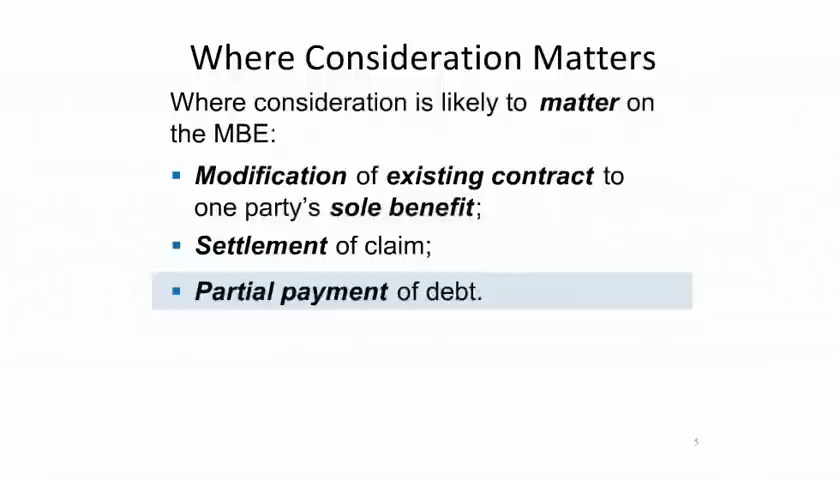 Where Consideration Matters
Where consideration is likely to matter on
the MBE:
▪ Modification of existing contract to
one party's sole benefit;
▪ Settlement of claim;
▪ Partial payment of debt.
5